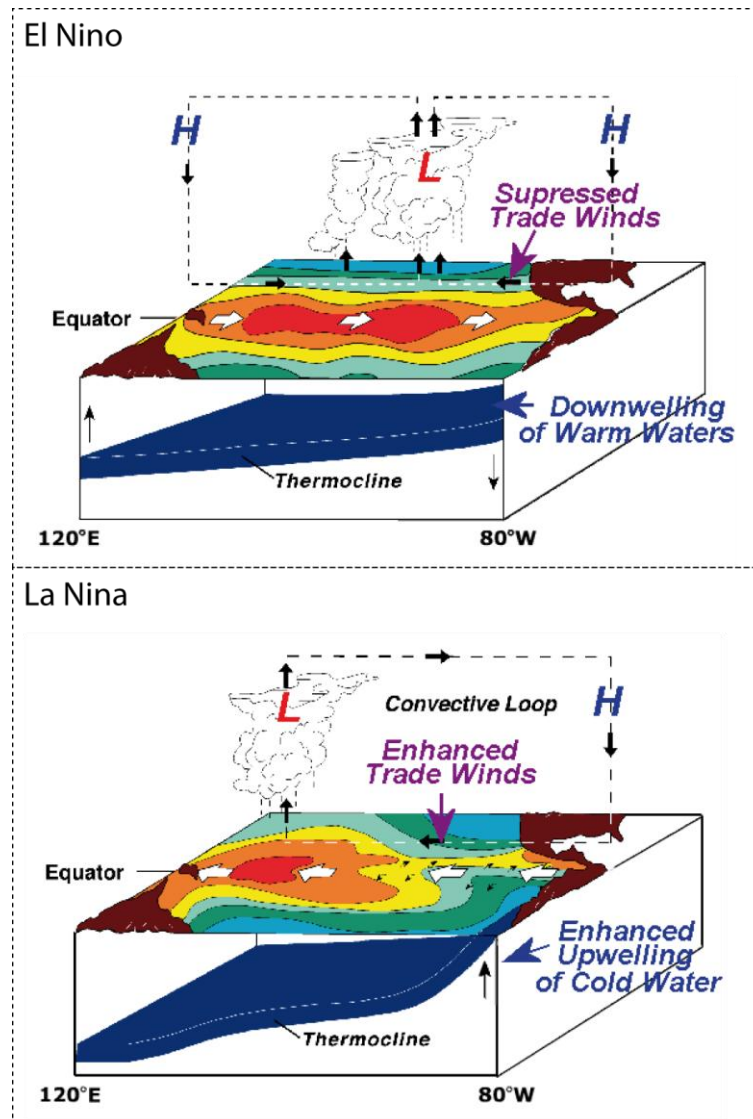 El Nino
H
H
L
Supressed
Trade Winds
Equator
Downwelling
of Warm Waters
Thermocline
120°E
80°W
La Nina
L
Convective Loop
H
Enhanced
Trade Winds
Equator
Enhanced
Upwelling
of Cold Water
Thermocline
120°E
80°W